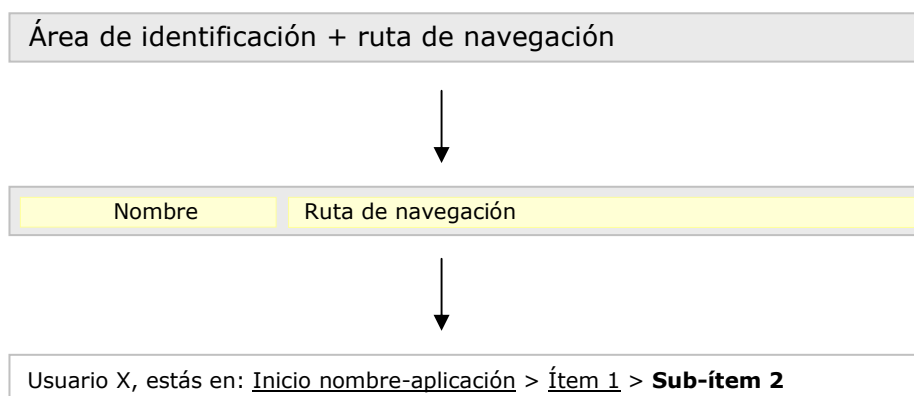 Área de identificación + ruta de navegación
Nombre Ruta de navegación
Usuario X, estás en: Inicio nombre-aplicación > Ítem 1 > Sub-ítem 2